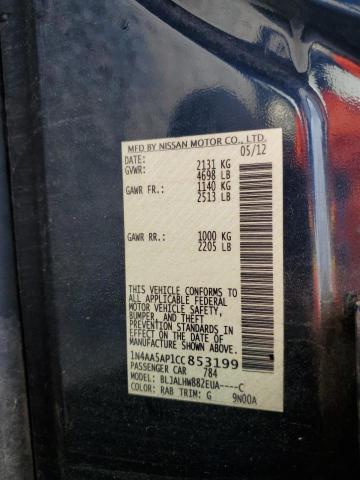 MFD BY NISSAN MOTOR CO., LTD.
DATE: 05/12
GVWR: 2131 KG
4698 LB
GAWR FR.: 1140 KG
2513 LB
GAWR RR.: 1000 KG
2205 LB
THIS VEHICLE CONFORMS TO
ALL APPLICABLE FEDERAL
MOTOR VEHICLE SAFETY,
BUMPER, AND THEFT
PREVENTION STANDARDS
IN EFFECT ON THE DATE OF
MANUFACTURE SHOWN ABOVE.
1N4AA5AP1CC853199
PASSENGER CAR 784
MODEL: BLJALHW882EUA----C
COLOR: RAB TRIM: G 9N00A